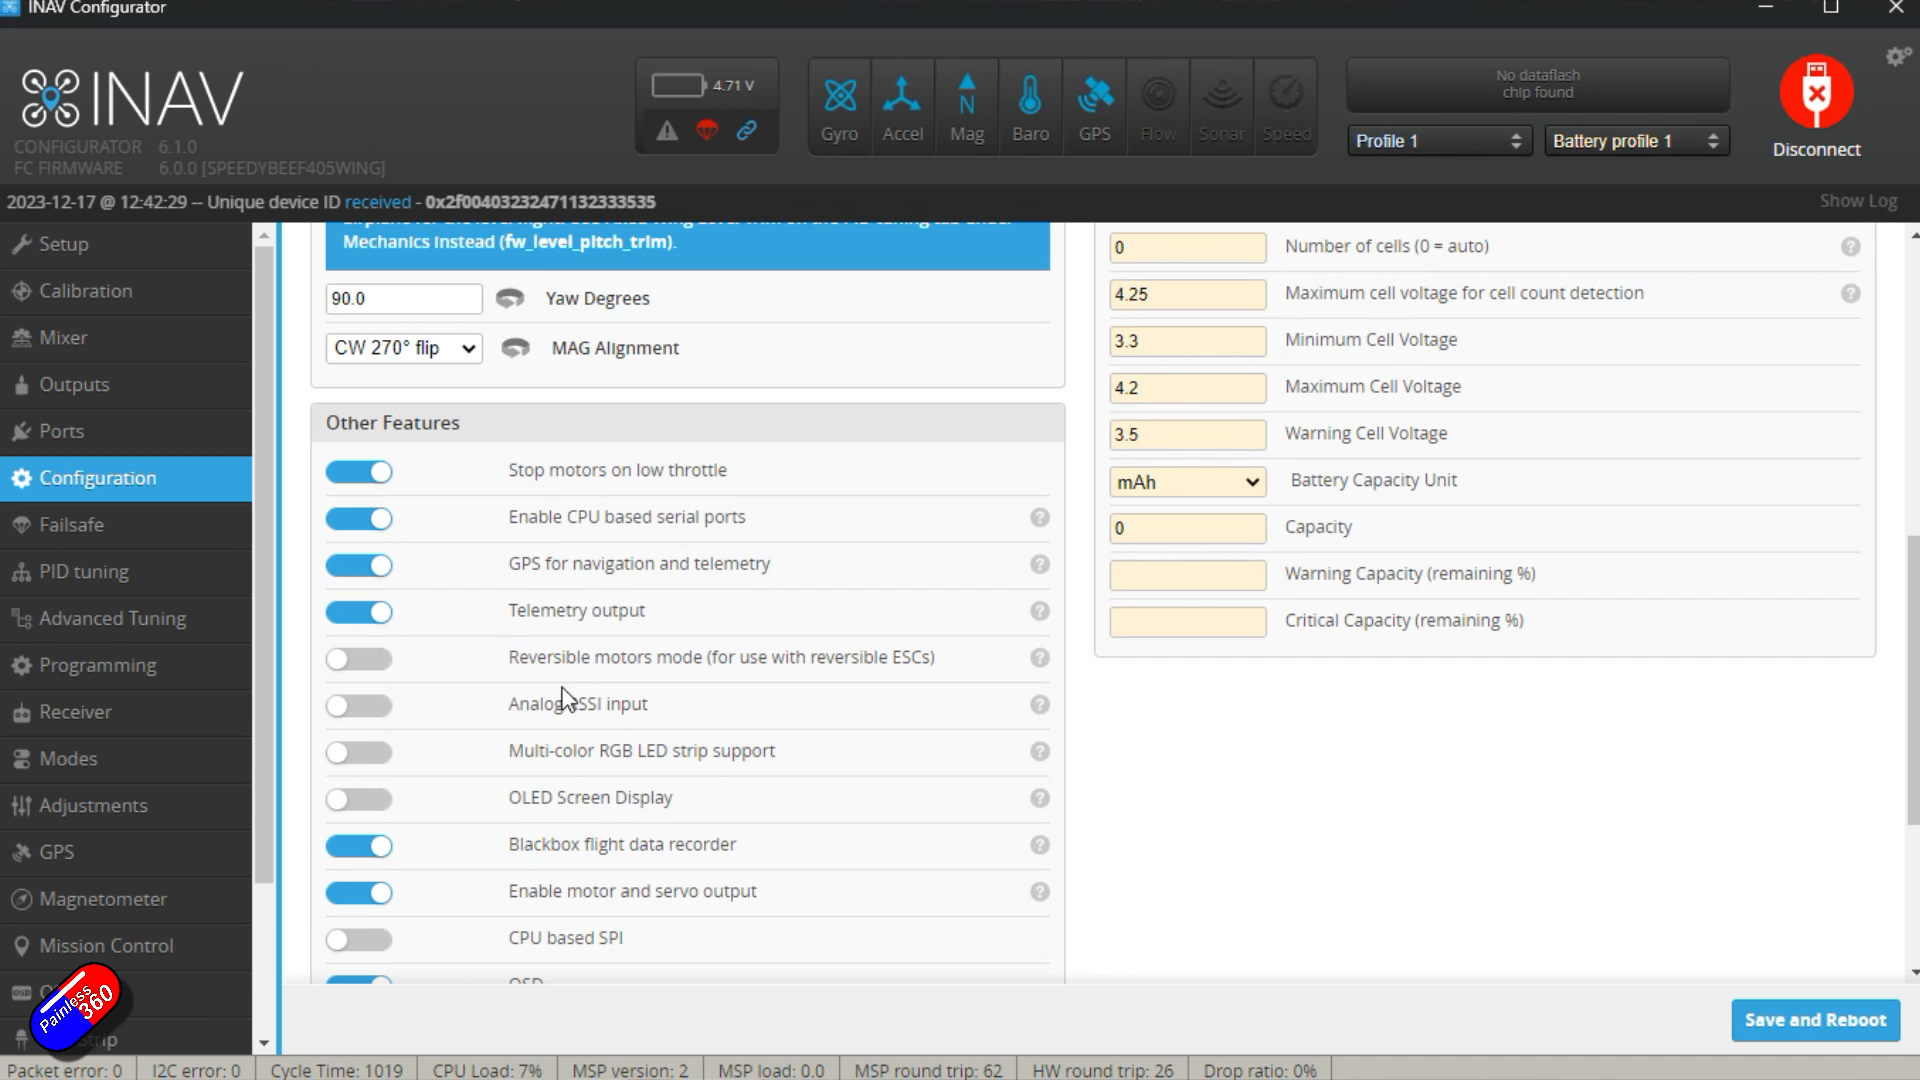 INAV Configurator
INAV
CONFIGURATOR 6.1.0
FC FIRMWARE 6.0.0 [SPEEDYBEEF405WING]
4.71 V
Gyro
Accel
Mag
Baro
GPS
Flow
Sonar
Speed
No dataflash
chip found
Profile 1
Battery profile 1
Disconnect
2023-12-17 @ 12:42:29 -- Unique device ID received - 0x2f00403232471132333535
Show Log
Setup
Calibration
Mixer
Outputs
Ports
Configuration
Failsafe
PID tuning
Advanced Tuning
Programming
Receiver
Modes
Adjustments
GPS
Magnetometer
Mission Control
Painless
360
Mechanics instead (fw_level_pitch_trim).
90.0 Yaw Degrees
CW 270° flip MAG Alignment
Other Features
Stop motors on low throttle
Enable CPU based serial ports
GPS for navigation and telemetry
Telemetry output
Reversible motors mode (for use with reversible ESCs)
Analog RSSI input
Multi-color RGB LED strip support
OLED Screen Display
Blackbox flight data recorder
Enable motor and servo output
CPU based SPI
OSD
0 Number of cells (0 = auto)
4.25 Maximum cell voltage for cell count detection
3.3 Minimum Cell Voltage
4.2 Maximum Cell Voltage
3.5 Warning Cell Voltage
mAh Battery Capacity Unit
0 Capacity
Warning Capacity (remaining %)
Critical Capacity (remaining %)
Save and Reboot
Packet error: 0
I2C error: 0
Cycle Time: 1019
CPU Load: 7%
MSP version: 2
MSP load: 0.0
MSP round trip: 62
HW round trip: 26
Drop ratio: 0%